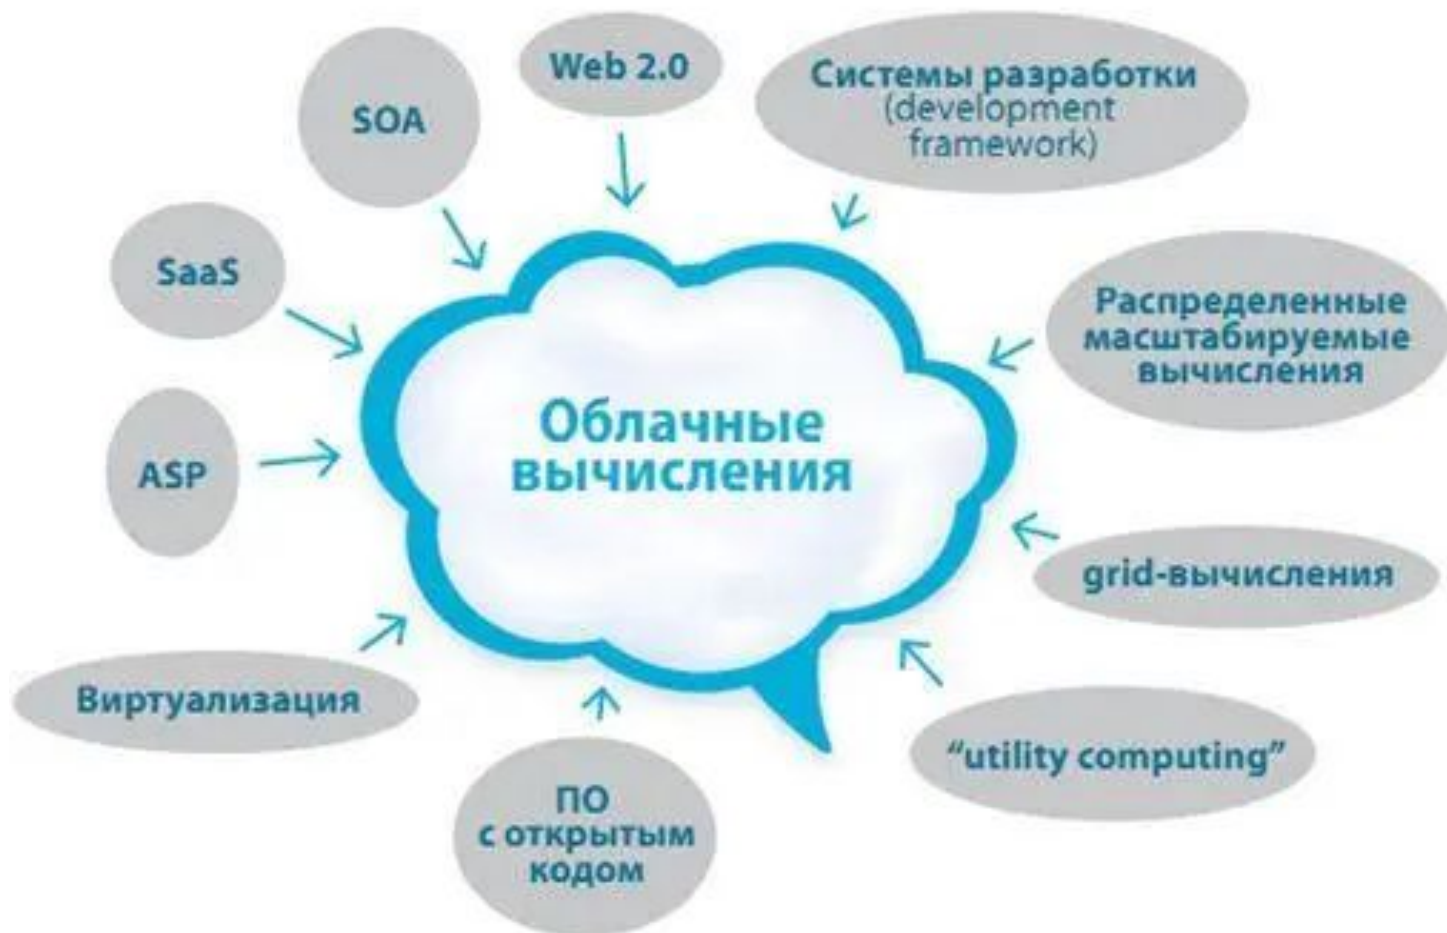 Web 2.0
Системы разработки
(development
framework)
SOA
SaaS
Распределенные
масштабируемые
вычисления
Облачные
вычисления
ASP
grid-вычисления
Виртуализация
“utility computing”
ПО
с открытым
кодом